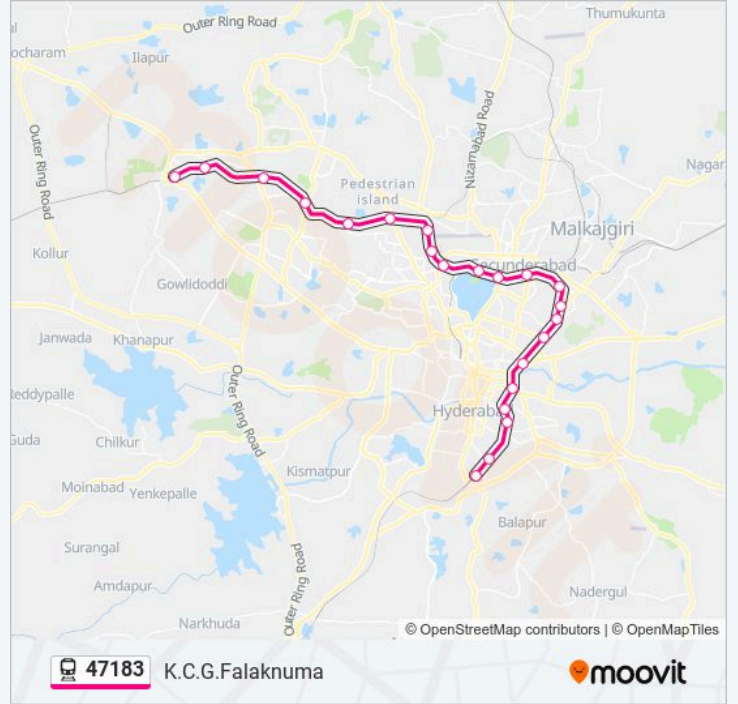 Thumukunta
Outer Ring Road
ocharam
Ilapur
Outer Ring Road
Nizamabad Road
Nagar
Pedestrian
island
Malkajgiri
Kollur
Secunderabad
Gowlidoddi
Janwada
Khanapur
Reddypalle
Outer Ring Road
Hyderabad
Guda
Chilkur
Kismatpur
Moinabad
Yenkepalle
Balapur
Surangal
Outer Ring Road
Amdapur
Nadergul
Narkhuda
© OpenStreetMap contributors | © OpenMapTiles
47183 K.C.G.Falaknuma
moovit